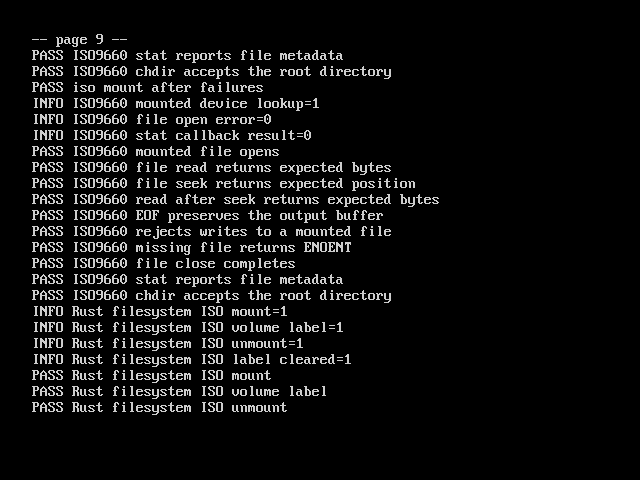 -- page 9 --
PASS ISO9660 stat reports file metadata
PASS ISO9660 chdir accepts the root directory
PASS iso mount after failures
INFO ISO9660 mounted device lookup=1
INFO ISO9660 file open error=0
INFO ISO9660 stat callback result=0
PASS ISO9660 mounted file opens
PASS ISO9660 file read returns expected bytes
PASS ISO9660 file seek returns expected position
PASS ISO9660 read after seek returns expected bytes
PASS ISO9660 EOF preserves the output buffer
PASS ISO9660 rejects writes to a mounted file
PASS ISO9660 missing file returns ENOENT
PASS ISO9660 file close completes
PASS ISO9660 stat reports file metadata
PASS ISO9660 chdir accepts the root directory
INFO Rust filesystem ISO mount=1
INFO Rust filesystem ISO volume label=1
INFO Rust filesystem ISO unmount=1
INFO Rust filesystem ISO label cleared=1
PASS Rust filesystem ISO mount
PASS Rust filesystem ISO volume label
PASS Rust filesystem ISO unmount